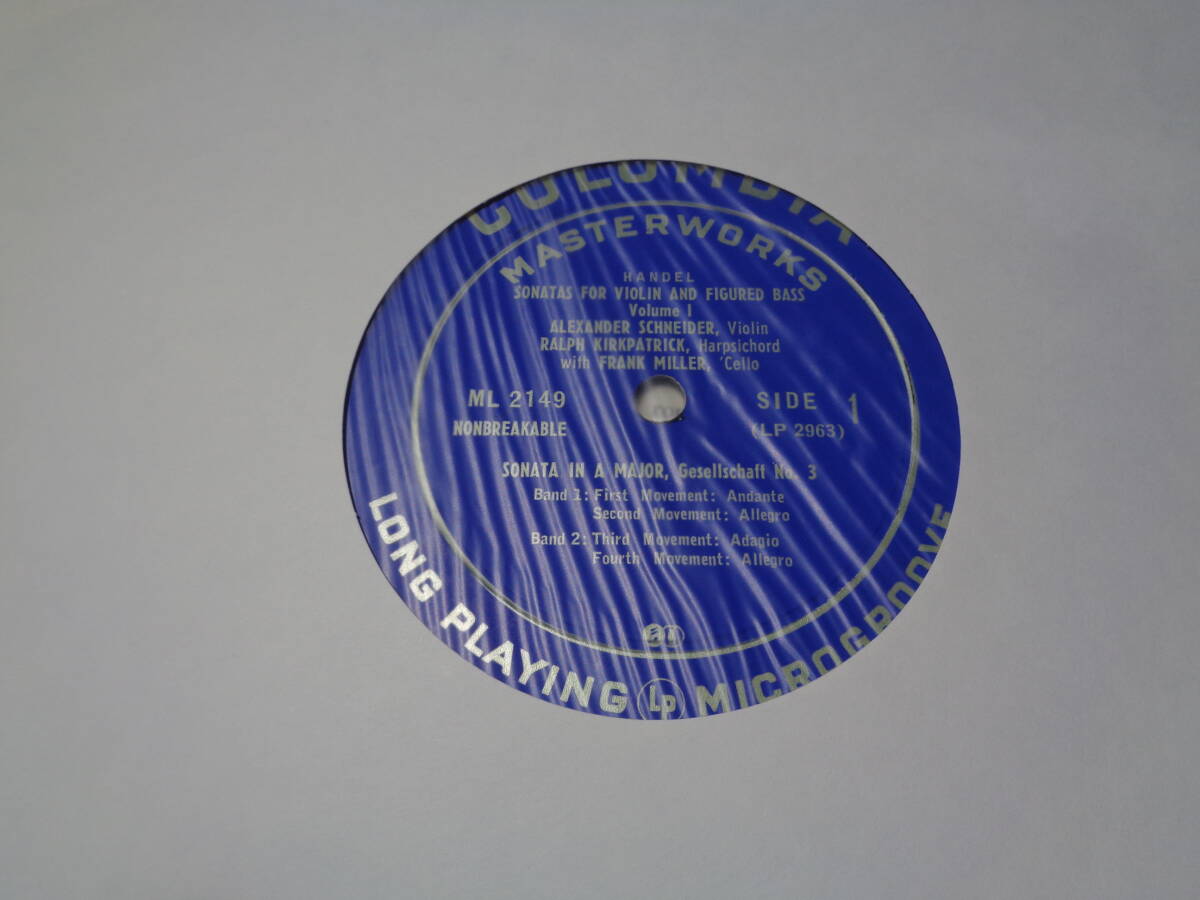 COLUMBIA
MASTERWORKS
HANDEL
SONATAS FOR VIOLIN AND FIGURED BASS
Volume I
ALEXANDER SCHNEIDER, Violin
RALPH KIRKPATRICK, Harpsichord
with FRANK MILLER, 'Cello
ML 2149
SIDE 1
NONBREAKABLE
(LP 2963)
SONATA IN A MAJOR, Gesellschaft No. 3
Band 1: First Movement: Andante
Second Movement: Allegro
Band 2: Third Movement: Adagio
Fourth Movement: Allegro
LONG PLAYING Lp MICROGROOVE